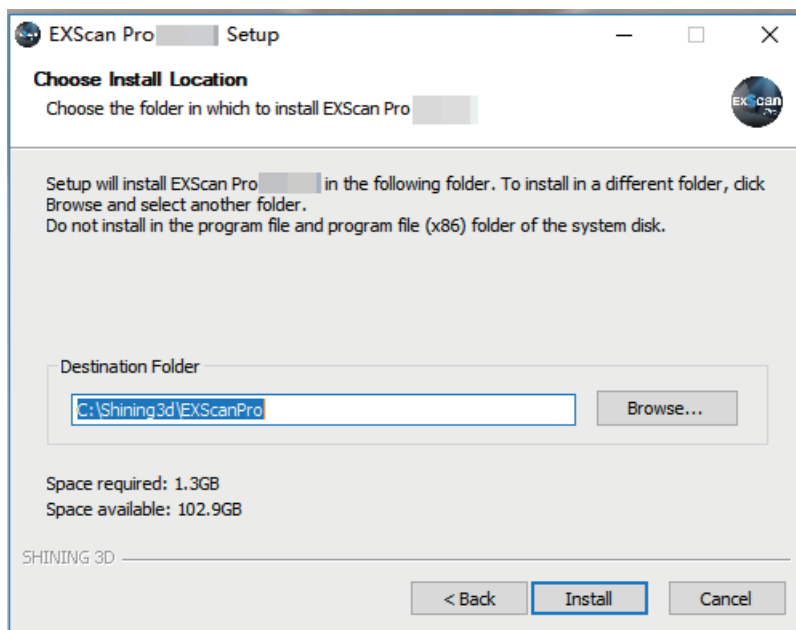 EXScan Pro Setup
Choose Install Location
Choose the folder in which to install EXScan Pro
EXScan Pro
Setup will install EXScan Pro in the following folder. To install in a different folder, click
Browse and select another folder.
Do not install in the program file and program file (x86) folder of the system disk.
Destination Folder
C:\Shining3d\EXScanPro
Browse...
Space required: 1.3GB
Space available: 102.9GB
SHINING 3D
< Back
Install
Cancel